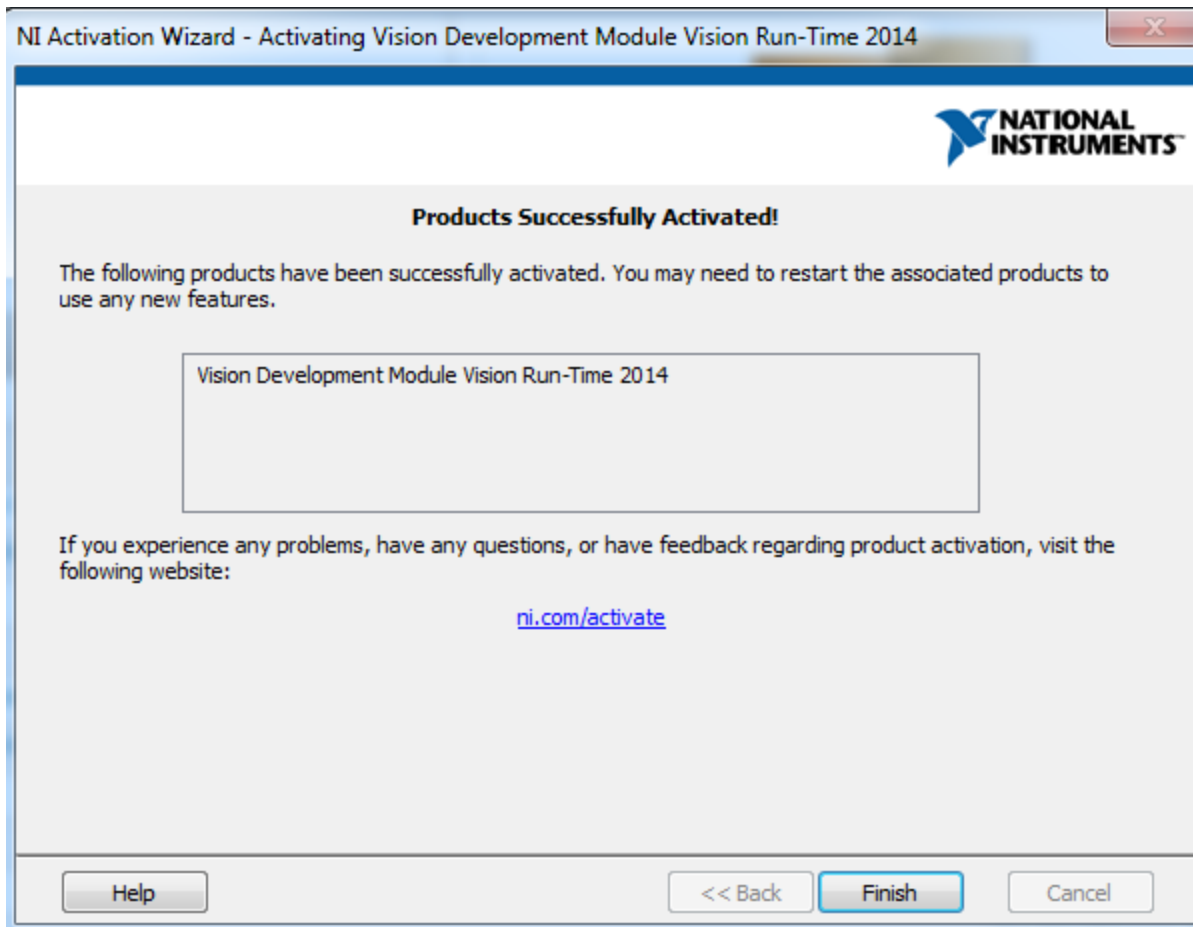 NI Activation Wizard - Activating Vision Development Module Vision Run-Time 2014
NATIONAL
INSTRUMENTS™
Products Successfully Activated!
The following products have been successfully activated. You may need to restart the associated products to
use any new features.
Vision Development Module Vision Run-Time 2014
If you experience any problems, have any questions, or have feedback regarding product activation, visit the
following website:
ni.com/activate
Help
<< Back
Finish
Cancel